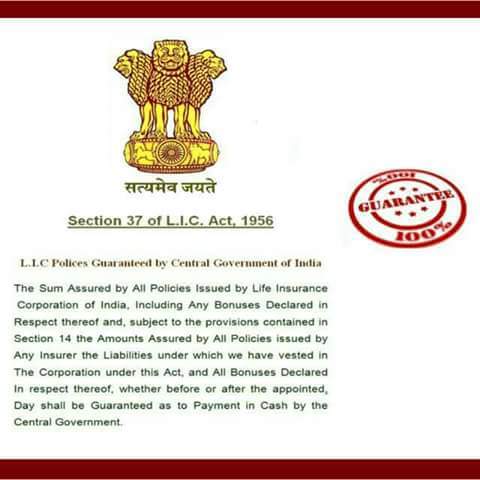 सत्यमेव जयते
Section 37 of L.I.C. Act, 1956
100%
GUARANTEE
100%
L.I.C Polices Guaranteed by Central Government of India
The Sum Assured by All Policies Issued by Life Insurance
Corporation of India, Including Any Bonuses Declared in
Respect thereof and, subject to the provisions contained in
Section 14 the Amounts Assured by All Policies issued by
Any Insurer the Liabilities under which we have vested in
The Corporation under this Act, and All Bonuses Declared
In respect thereof, whether before or after the appointed,
Day shall be Guaranteed as to Payment in Cash by the
Central Government.